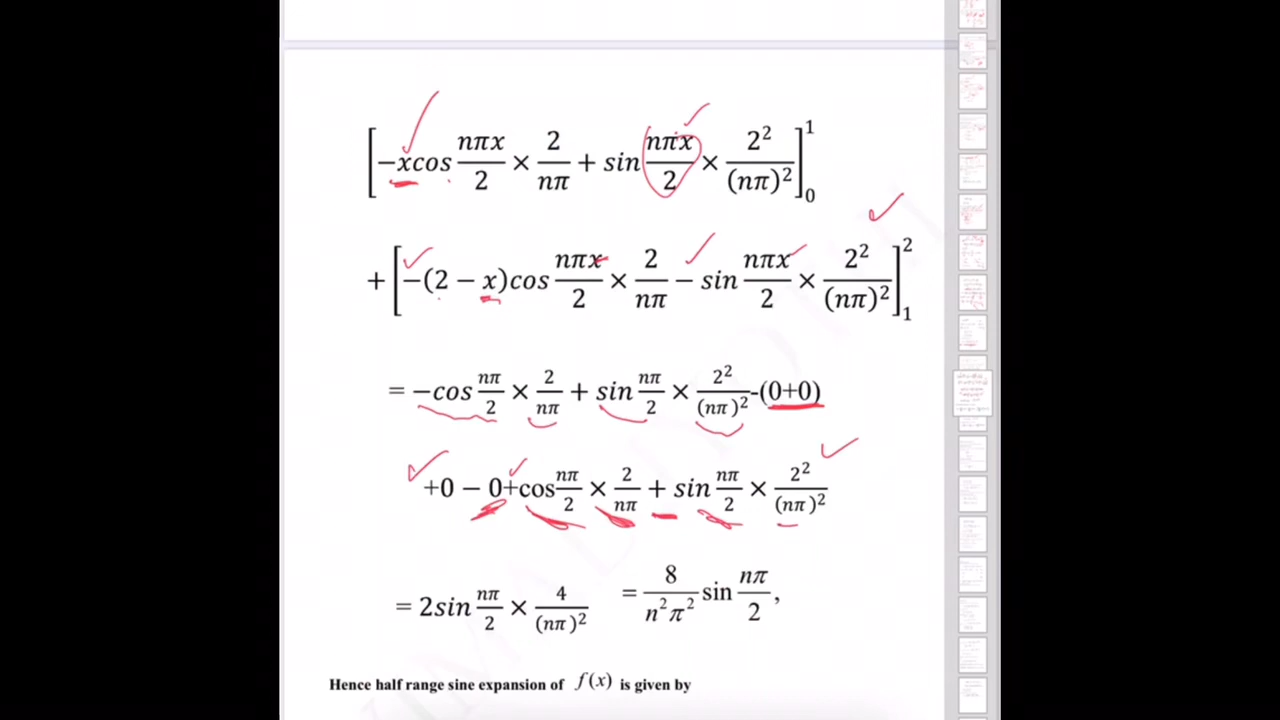 [−xcos nπx/2 × 2/nπ + sin nπx/2 × 2²/(nπ)²]₀¹
+ [−(2 − x)cos nπx/2 × 2/nπ − sin nπx/2 × 2²/(nπ)²]₁²
= −cos nπ/2 × 2/nπ + sin nπ/2 × 2²/(nπ)² -(0+0)
+0 − 0+cos nπ/2 × 2/nπ + sin nπ/2 × 2²/(nπ)²
= 2sin nπ/2 × 4/(nπ)² = 8/n²π² sin nπ/2,
Hence half range sine expansion of f(x) is given by